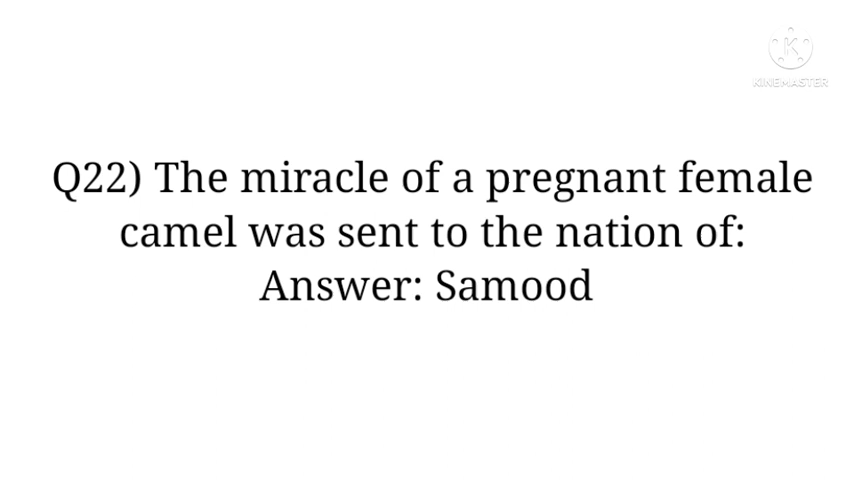 KINEMASTER
Q22) The miracle of a pregnant female
camel was sent to the nation of:
Answer: Samood